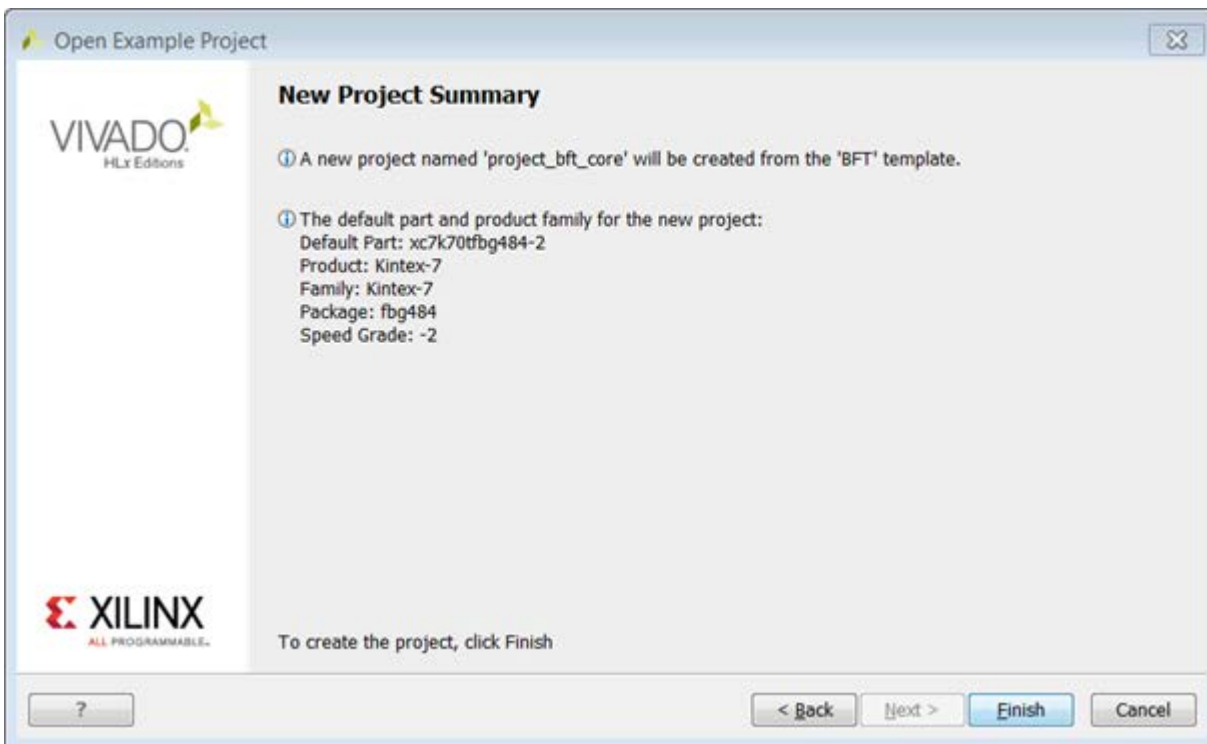 Open Example Project
VIVADO.
HLx Editions
New Project Summary
A new project named 'project_bft_core' will be created from the 'BFT' template.
The default part and product family for the new project:
Default Part: xc7k70tfbg484-2
Product: Kintex-7
Family: Kintex-7
Package: fbg484
Speed Grade: -2
XILINX
ALL PROGRAMMABLE.
To create the project, click Finish
?
< Back
Next >
Finish
Cancel